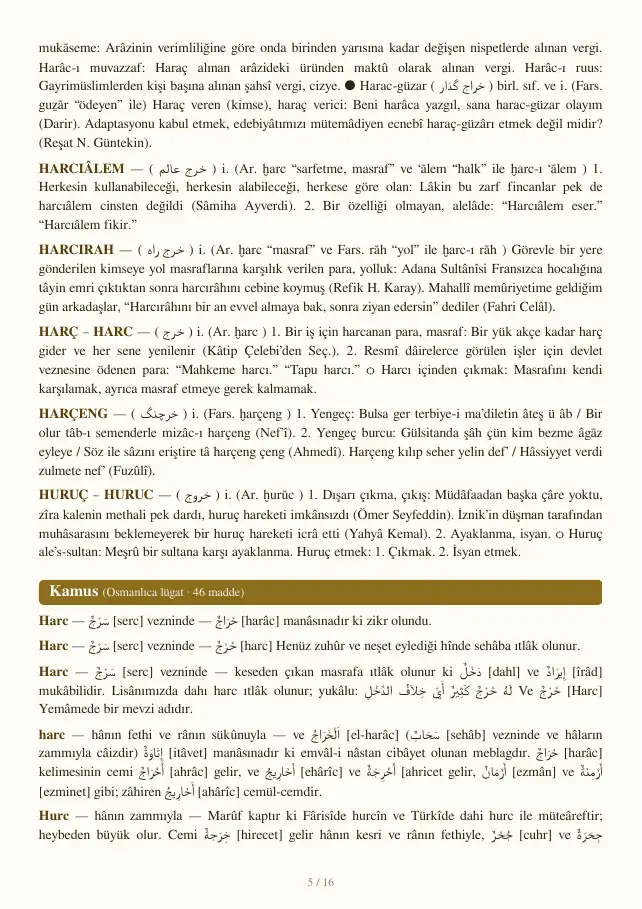 mukāseme: Arâzinin verimliliğine göre onda birinden yarısına kadar değişen nispetlerde alınan vergi.
Harâc-ı muvazzaf: Haraç alınan arâzideki üründen maktû olarak alınan vergi. Harâc-ı ruus:
Gayrimüslimlerden kişi başına alınan şahsî vergi, cizye. ● Harac-güzar ( خراج گذار ) birl. sıf. ve i. (Fars.
guẕār “ödeyen” ile) Haraç veren (kimse), haraç verici: Beni harâca yazgıl, sana harac-güzar olayım
(Darir). Adaptasyonu kabul etmek, edebiyâtımızı mütemâdiyen ecnebî haraç-güzârı etmek değil midir?
(Reşat N. Güntekin).
HARCIÂLEM — ( خرج عالم ) i. (Ar. ḫarc “sarfetme, masraf” ve ‘ālem “halk” ile ḫarc-ı ‘ālem ) 1.
Herkesin kullanabileceği, herkesin alabileceği, herkese göre olan: Lâkin bu zarf fincanlar pek de
harcıâlem cinsten değildi (Sâmiha Ayverdi). 2. Bir özelliği olmayan, alelâde: “Harcıâlem eser.”
“Harcıâlem fikir.”
HARCIRAH — ( خرج راه ) i. (Ar. ḫarc “masraf” ve Fars. rāh “yol” ile ḫarc-ı rāh ) Görevle bir yere
gönderilen kimseye yol masraflarına karşılık verilen para, yolluk: Adana Sultânîsi Fransızca hocalığına
tâyin emri çıktıktan sonra harcırâhını cebine koymuş (Refik H. Karay). Mahallî memûriyetime geldiğim
gün arkadaşlar, “Harcırâhını bir an evvel almaya bak, sonra ziyan edersin” dediler (Fahri Celâl).
HARÇ – HARC — ( خرج ) i. (Ar. ḫarc ) 1. Bir iş için harcanan para, masraf: Bir yük akçe kadar harç
gider ve her sene yenilenir (Kâtip Çelebi’den Seç.). 2. Resmî dâirelerce görülen işler için devlet
veznesine ödenen para: “Mahkeme harcı.” “Tapu harcı.” ѻ Harcı içinden çıkmak: Masrafını kendi
karşılamak, ayrıca masraf etmeye gerek kalmamak.
HARÇENG — ( خرچنگ ) i. (Fars. ḫarçeng ) 1. Yengeç: Bulsa ger terbiye-i ma’diletin âteş ü âb / Bir
olur tâb-ı semenderle mizâc-ı harçeng (Nef’î). 2. Yengeç burcu: Gülsitanda şâh çün kim bezme âgāz
eyleye / Söz ile sâzını eriştire tâ harçeng çeng (Ahmedî). Harçeng kılıp seher yelin def’ / Hâssiyyet verdi
zulmete nef’ (Fuzûlî).
HURUÇ – HURUC — ( خروج ) i. (Ar. ḫurūc ) 1. Dışarı çıkma, çıkış: Müdâfaadan başka çâre yoktu,
zîra kalenin methali pek dardı, huruç hareketi imkânsızdı (Ömer Seyfeddin). İznik’in düşman tarafından
muhâsarasını beklemeyerek bir huruç hareketi icrâ etti (Yahyâ Kemal). 2. Ayaklanma, isyan. ѻ Huruç
ale’s-sultan: Meşrû bir sultana karşı ayaklanma. Huruç etmek: 1. Çıkmak. 2. İsyan etmek.
Kamus (Osmanlıca lügat · 46 madde)
Harc — سَرْجٌ [serc] vezninde — خَرَاجٌ [harâc] manâsınadır ki zikr olundu.
Harc — سَرْجٌ [serc] vezninde — خَرْجٌ [harc] Henüz zuhûr ve neşet eylediği hînde sehâba ıtlâk olunur.
Harc — سَرْجٌ [serc] vezninde — keseden çıkan masrafa ıtlâk olunur ki دَخْلٌ [dahl] ve إِيرَادٌ [îrâd]
mukâbilidir. Lisânımızda dahı harc ıtlâk olunur; yukâlu: لَهُ خَرْجٌ كَثِيرٌ أَيْ خِلاَفُ الدَّخْلِ Ve خَرْجٌ [Harc]
Yemâmede bir mevzi adıdır.
harc — hânın fethi ve rânın sükûnuyla — ve اَلْخَرَاجُ [el-harâc] (سَحَابٌ [sehâb] vezninde ve hâların
zammıyla câizdir) إِتَاوَةٌ [itâvet] manâsınadır ki emvâl-i nâstan cibâyet olunan meblagdır. خَرَاجٌ [harâc]
kelimesinin cemi أَخْرَاجٌ [ahrâc] gelir, ve أَخَارِيجُ [ehârîc] ve أَخْرِجَةٌ [ahricet gelir, أَزْمَانٌ [ezmân] ve أَزْمِنَةٌ
[ezminet] gibi; zâhiren أَخَارِيجُ [ahârîc] cemül-cemdir.
Hurc — hânın zammıyla — Marûf kaptır ki Fârisîde hurcîn ve Türkîde dahi hurc ile müteâreftir;
heybeden büyük olur. Cemi خِرَجَةٌ [hirecet] gelir hânın kesri ve rânın fethiyle, جُحْرٌ [cuhr] ve جِحَرَةٌ
5 / 16